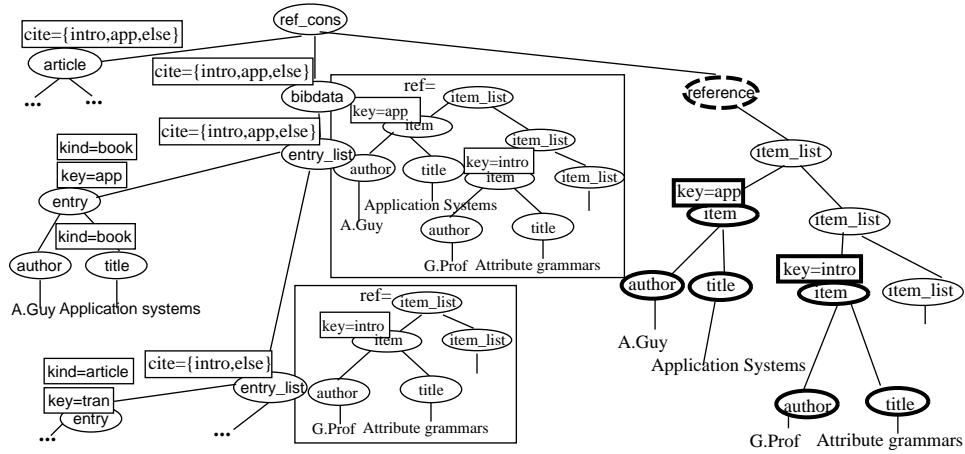 ref_cons
cite={intro,app,else}
article
...
...
cite={intro,app,else}
bibdata
ref=
item_list
key=app
item
item_list
key=intro
item
item_list
author
title
A.Guy
Application Systems
author
title
G.Prof
Attribute grammars
reference
item_list
key=app
item
item_list
key=intro
item
item_list
author
title
A.Guy
Application Systems
author
title
G.Prof
Attribute grammars
cite={intro,app,else}
entry_list
kind=book
key=app
entry
kind=book
author
title
A.Guy
Application systems
cite={intro,else}
entry_list
kind=article
key=tran
entry
...
...
ref=
item_list
key=intro
item
item_list
author
title
G.Prof
Attribute grammars